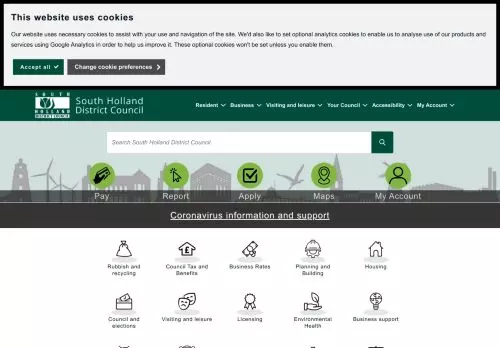 This website uses cookies
Our website uses necessary cookies to assist with your use and navigation of the site. We'd also like to set optional analytics cookies to enable us to analyse use of our products and
services using Google Analytics in order to help us improve it. These optional cookies won't be set unless you enable them.
Accept all
Change cookie preferences
SOUTH
HOLLAND
DISTRICT COUNCIL
South Holland
District Council
Resident
Business
Visiting and leisure
Your Council
Accessibility
My Account
Search South Holland District Council
Pay
Report
Apply
Maps
My Account
Coronavirus information and support
Rubbish and
recycling
Council Tax and
Benefits
Business Rates
Planning and
Building
Housing
Council and
elections
Visiting and leisure
Licensing
Environmental
Health
Business support